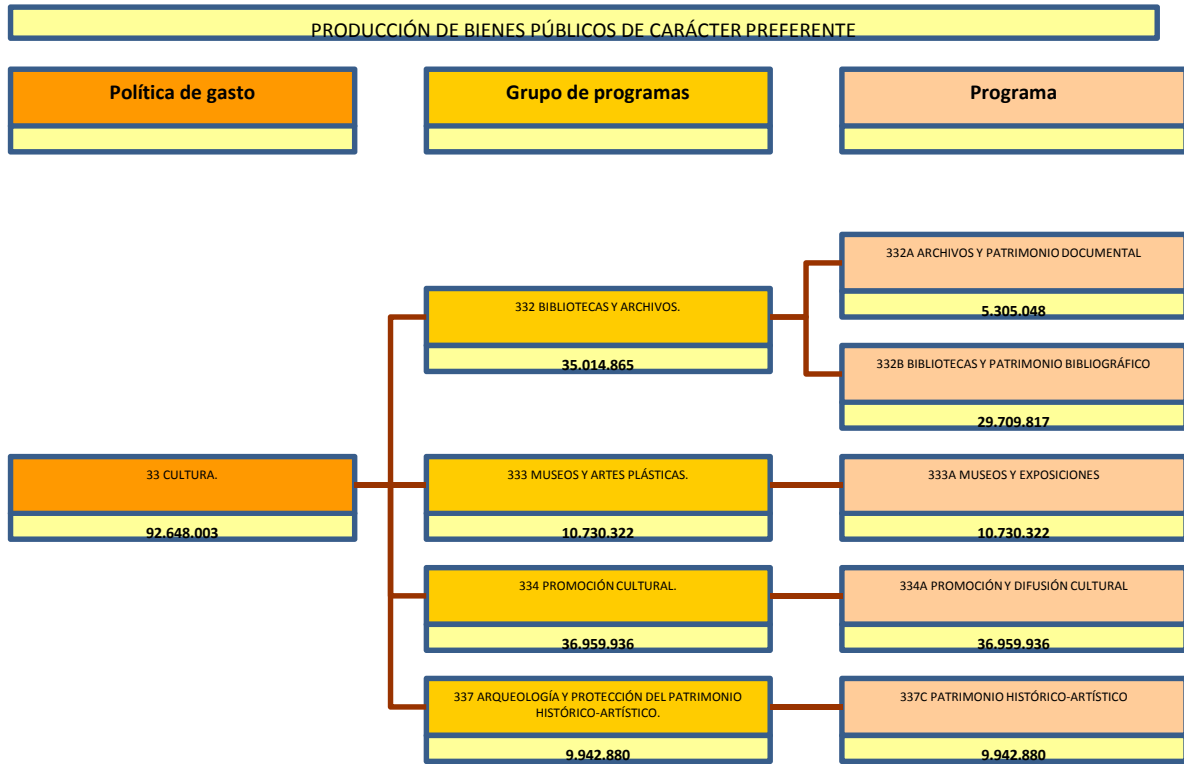 PRODUCCIÓN DE BIENES PÚBLICOS DE CARÁCTER PREFERENTE
Política de gasto
Grupo de programas
Programa
332A ARCHIVOS Y PATRIMONIO DOCUMENTAL
5.305.048
332 BIBLIOTECAS Y ARCHIVOS.
35.014.865
332B BIBLIOTECAS Y PATRIMONIO BIBLIOGRÁFICO
29.709.817
33 CULTURA.
92.648.003
333 MUSEOS Y ARTES PLÁSTICAS.
10.730.322
333A MUSEOS Y EXPOSICIONES
10.730.322
334 PROMOCIÓN CULTURAL.
36.959.936
334A PROMOCIÓN Y DIFUSIÓN CULTURAL
36.959.936
337 ARQUEOLOGÍA Y PROTECCIÓN DEL PATRIMONIO
HISTÓRICO-ARTÍSTICO.
9.942.880
337C PATRIMONIO HISTÓRICO-ARTÍSTICO
9.942.880